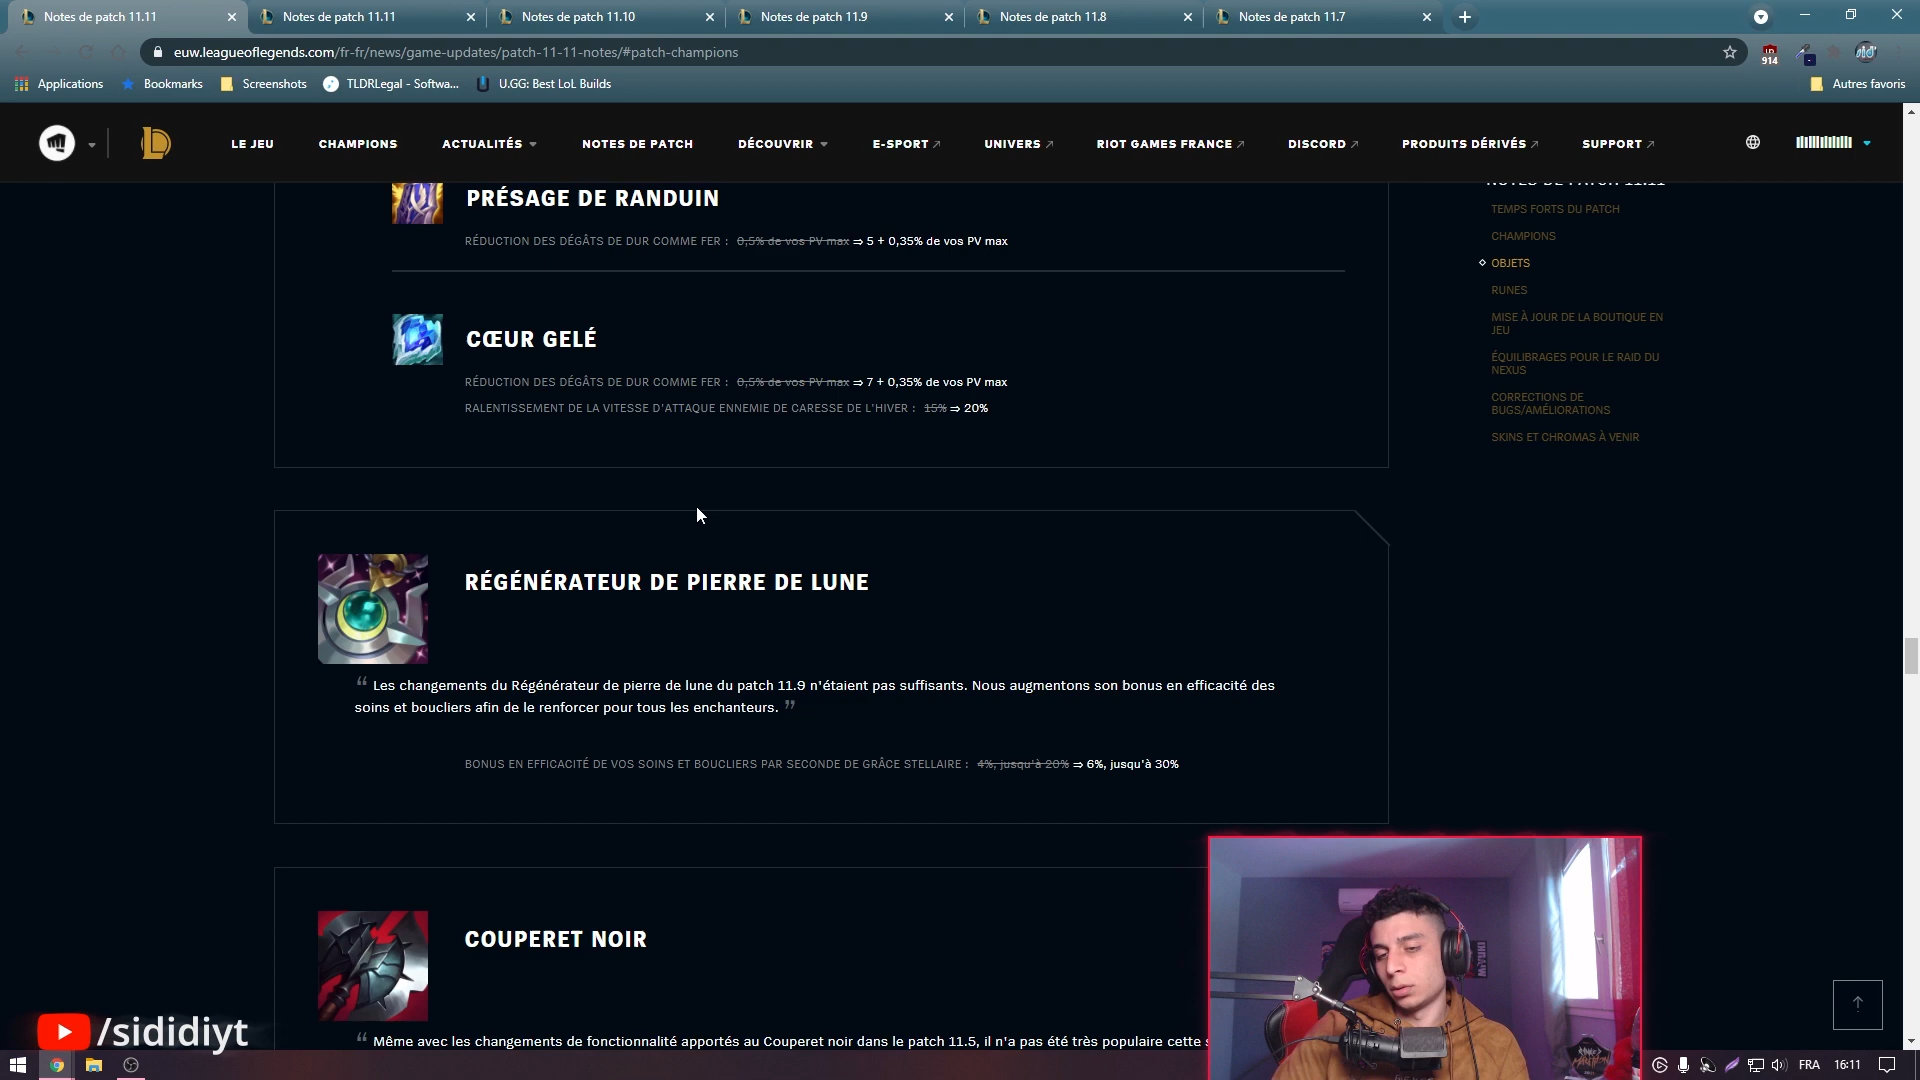 Notes de patch 11.11
Notes de patch 11.11
Notes de patch 11.10
Notes de patch 11.9
Notes de patch 11.8
Notes de patch 11.7
euw.leagueoflegends.com/fr-fr/news/game-updates/patch-11-11-notes/#patch-champions
914
Applications
Bookmarks
Screenshots
TLDRLegal - Softwa...
U.GG: Best LoL Builds
Autres favoris
LE JEU
CHAMPIONS
ACTUALITÉS
NOTES DE PATCH
DÉCOUVRIR
E-SPORT
UNIVERS
RIOT GAMES FRANCE
DISCORD
PRODUITS DÉRIVÉS
SUPPORT
PRÉSAGE DE RANDUIN
RÉDUCTION DES DÉGÂTS DE DUR COMME FER : 0,5% de vos PV max ⇒ 5 + 0,35% de vos PV max
CŒUR GELÉ
RÉDUCTION DES DÉGÂTS DE DUR COMME FER : 0,5% de vos PV max ⇒ 7 + 0,35% de vos PV max
RALENTISSEMENT DE LA VITESSE D'ATTAQUE ENNEMIE DE CARESSE DE L'HIVER : 15% ⇒ 20%
RÉGÉNÉRATEUR DE PIERRE DE LUNE
“ Les changements du Régénérateur de pierre de lune du patch 11.9 n'étaient pas suffisants. Nous augmentons son bonus en efficacité des
soins et boucliers afin de le renforcer pour tous les enchanteurs. ”
BONUS EN EFFICACITÉ DE VOS SOINS ET BOUCLIERS PAR SECONDE DE GRÂCE STELLAIRE : 4%, jusqu'à 20% ⇒ 6%, jusqu'à 30%
COUPERET NOIR
“ Même avec les changements de fonctionnalité apportés au Couperet noir dans le patch 11.5, il n'a pas été très populaire cette s
NOTES DE PATCH 11.11
TEMPS FORTS DU PATCH
CHAMPIONS
OBJETS
RUNES
MISE À JOUR DE LA BOUTIQUE EN
JEU
ÉQUILIBRAGES POUR LE RAID DU
NEXUS
CORRECTIONS DE
BUGS/AMÉLIORATIONS
SKINS ET CHROMAS À VENIR
/sididiyt
FRA
16:11